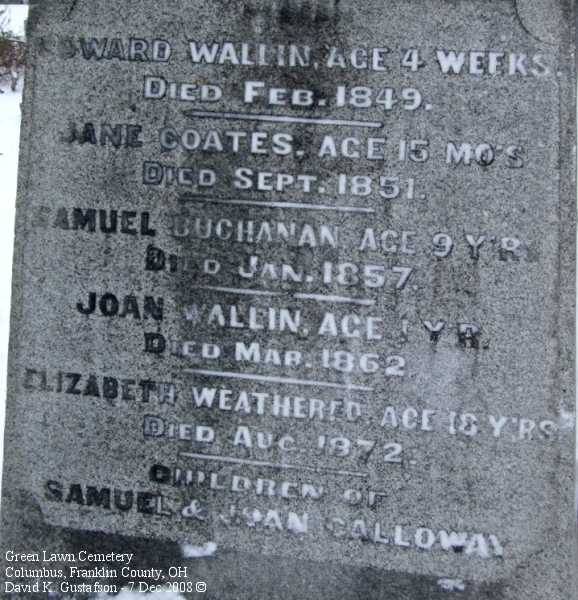 EDWARD WALLIN, AGE 4 WEEKS.
DIED FEB. 1849.
JANE COATES, AGE 15 MO'S
DIED SEPT. 1851.
SAMUEL BUCHANAN, AGE 9 Y'RS
DIED JAN. 1857.
JOAN WALLIN, AGE 1 YR.
DIED MAR. 1862
ELIZABETH WEATHERED, AGE 18 Y'RS
DIED AUG. 1872.
CHILDREN OF
SAMUEL & JOAN GALLOWAY
Green Lawn Cemetery
Columbus, Franklin County, OH
David K. Gustafson - 7 Dec 2008 ©